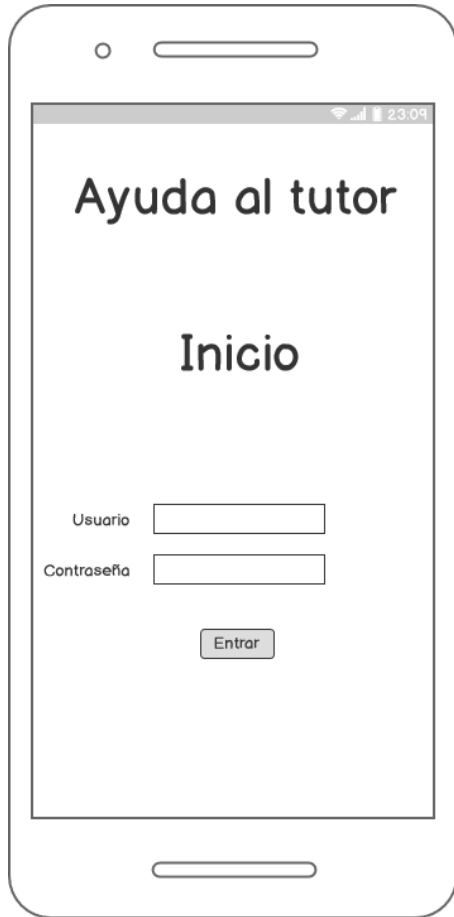 23:09
Ayuda al tutor
Inicio
Usuario
Contraseña
Entrar